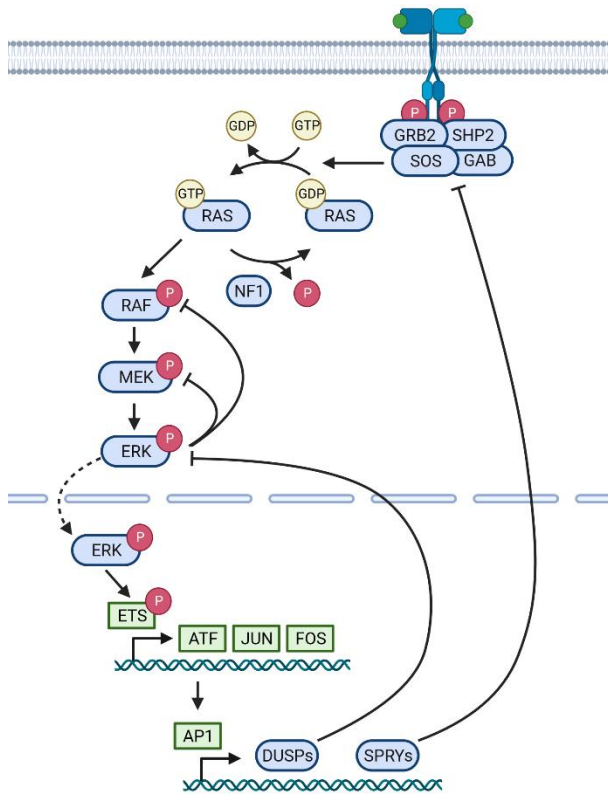 P P
GRB2 SHP2
SOS GAB
GDP GTP
GTP GDP
RAS RAS
NF1 P
RAF P
MEK P
ERK P
ERK P
ETS P
ATF JUN FOS
AP1
DUSPs SPRYs